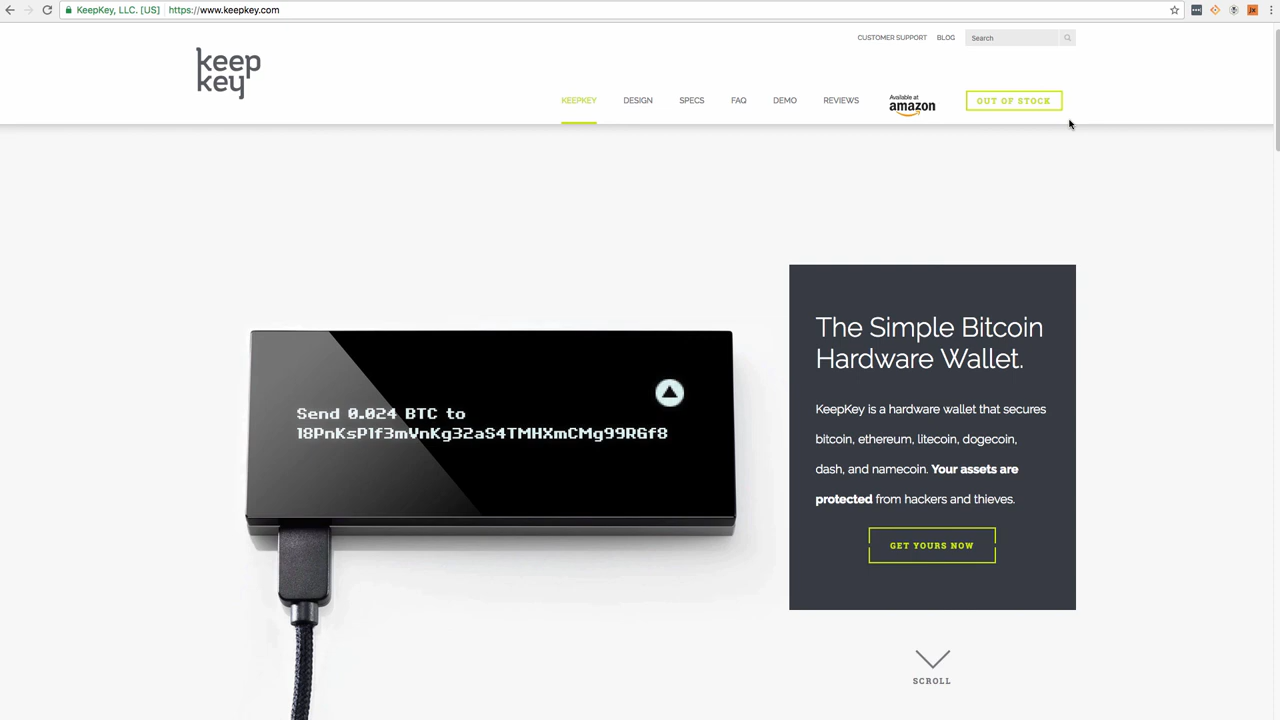 KeepKey, LLC. [US]
https://www.keepkey.com
CUSTOMER SUPPORT
BLOG
Search
keep
key
KEEPKEY
DESIGN
SPECS
FAQ
DEMO
REVIEWS
Available at
amazon
OUT OF STOCK
Send 0.024 BTC to
18PnKsP1f3mVnKg32aS4TMHXmCMg99R6f8
The Simple Bitcoin
Hardware Wallet.
KeepKey is a hardware wallet that secures
bitcoin, ethereum, litecoin, dogecoin,
dash, and namecoin. Your assets are
protected from hackers and thieves.
GET YOURS NOW
SCROLL